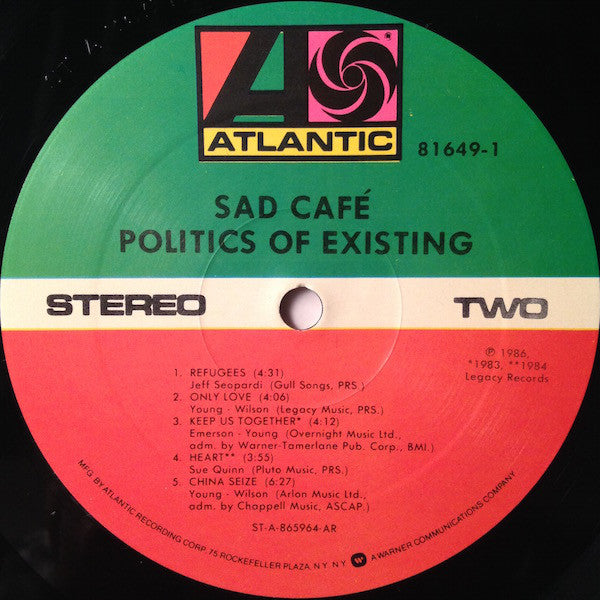 ATLANTIC
81649-1
SAD CAFÉ
POLITICS OF EXISTING
STEREO
TWO
℗ 1986,
*1983, **1984
Legacy Records
1. REFUGEES (4:31)
Jeff Seopardi (Gull Songs, PRS.)
2. ONLY LOVE (4:06)
Young - Wilson (Legacy Music, PRS.)
3. KEEP US TOGETHER* (4:12)
Emerson - Young (Overnight Music Ltd.,
adm. by Warner-Tamerlane Pub. Corp., BMI.)
4. HEART** (3:55)
Sue Quinn (Pluto Music, PRS.)
5. CHINA SEIZE (6:27)
Young - Wilson (Arlon Music Ltd.,
adm. by Chappell Music, ASCAP.)
ST-A-865964-AR
MFG. BY ATLANTIC RECORDING CORP. 75 ROCKEFELLER PLAZA, N.Y. N.Y. A WARNER COMMUNICATIONS COMPANY